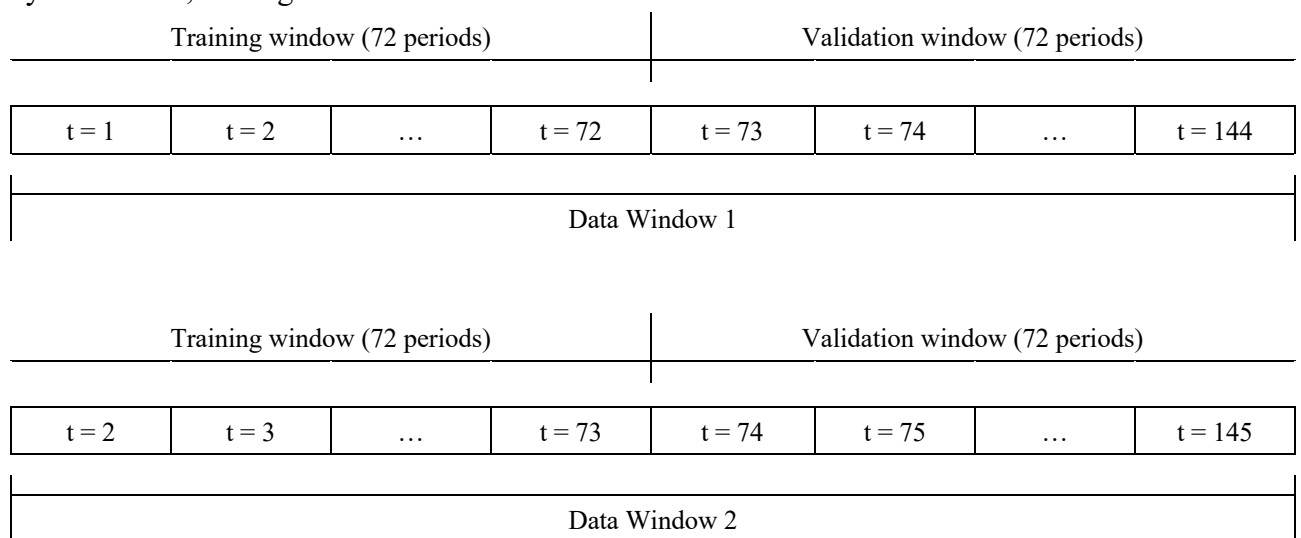 Training window (72 periods) Validation window (72 periods)
t = 1 t = 2 … t = 72 t = 73 t = 74 … t = 144
Data Window 1
Training window (72 periods) Validation window (72 periods)
t = 2 t = 3 … t = 73 t = 74 t = 75 … t = 145
Data Window 2